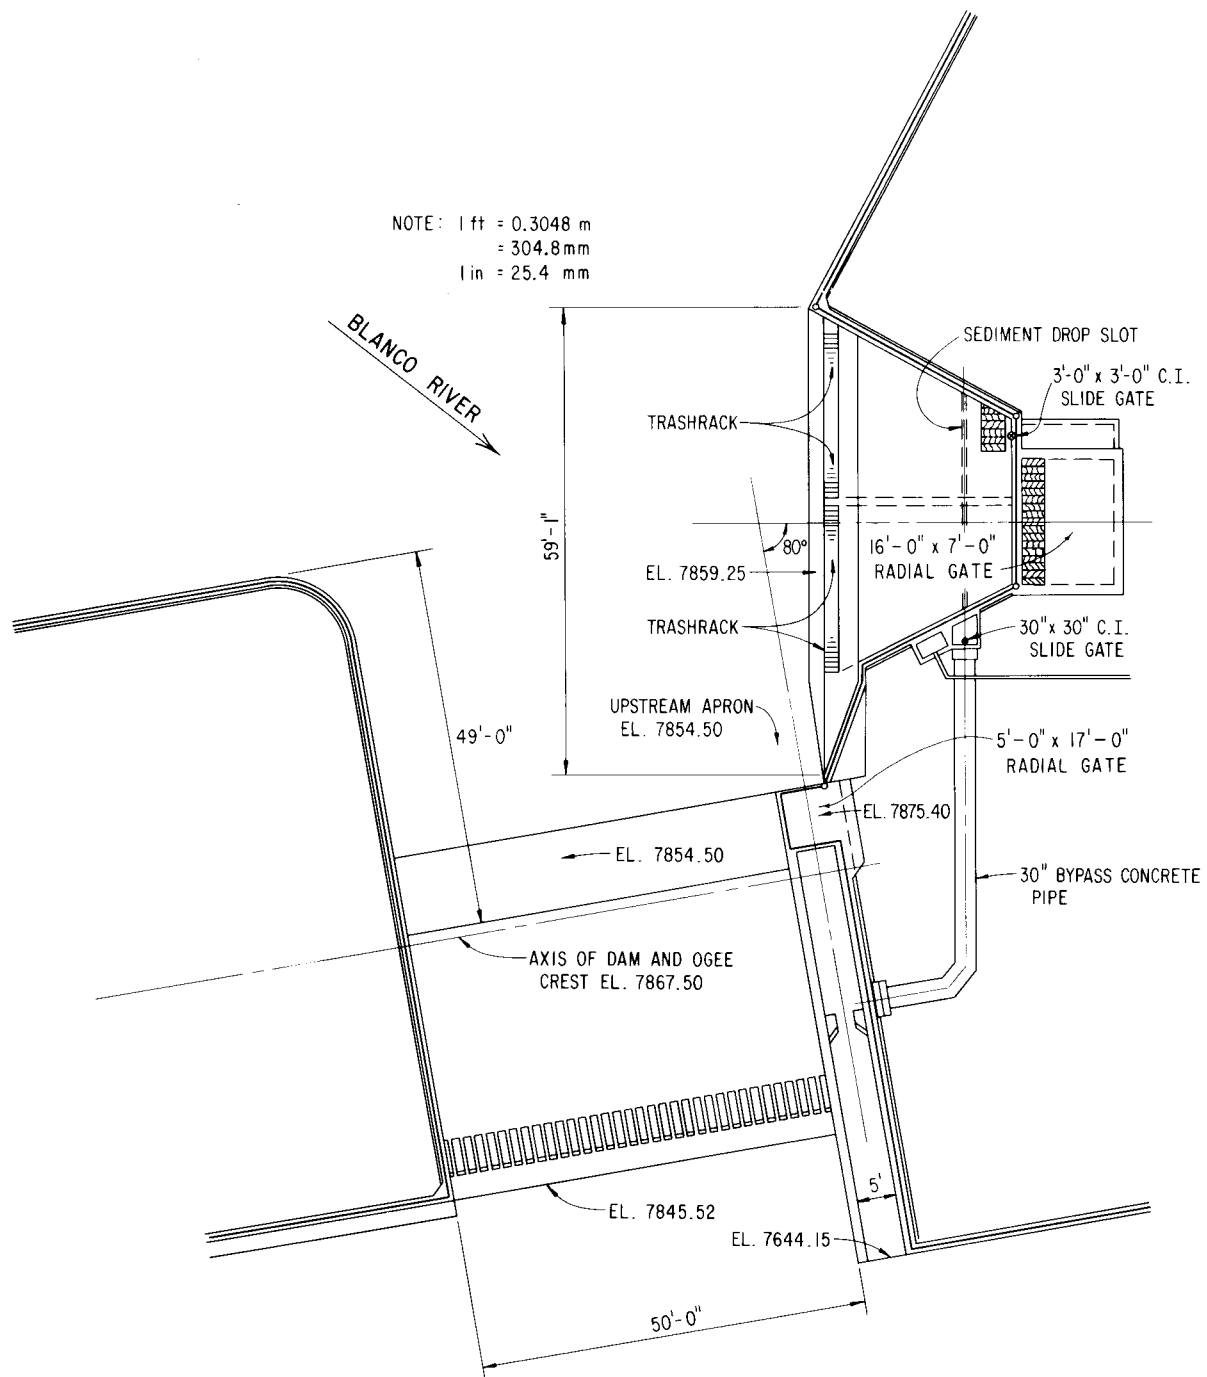 NOTE: 1 ft = 0.3048 m
= 304.8mm
1 in = 25.4 mm
BLANCO RIVER
SEDIMENT DROP SLOT
3'-0" x 3'-0" C.I.
SLIDE GATE
TRASHRACK
59'-1"
80°
16'-0" x 7'-0"
RADIAL GATE
EL. 7859.25
TRASHRACK
30" x 30" C.I.
SLIDE GATE
UPSTREAM APRON
EL. 7854.50
49'-0"
5'-0" x 17'-0"
RADIAL GATE
EL. 7875.40
EL. 7854.50
30" BYPASS CONCRETE
PIPE
AXIS OF DAM AND OGEE
CREST EL. 7867.50
5'
EL. 7845.52
EL. 7644.15
50'-0"